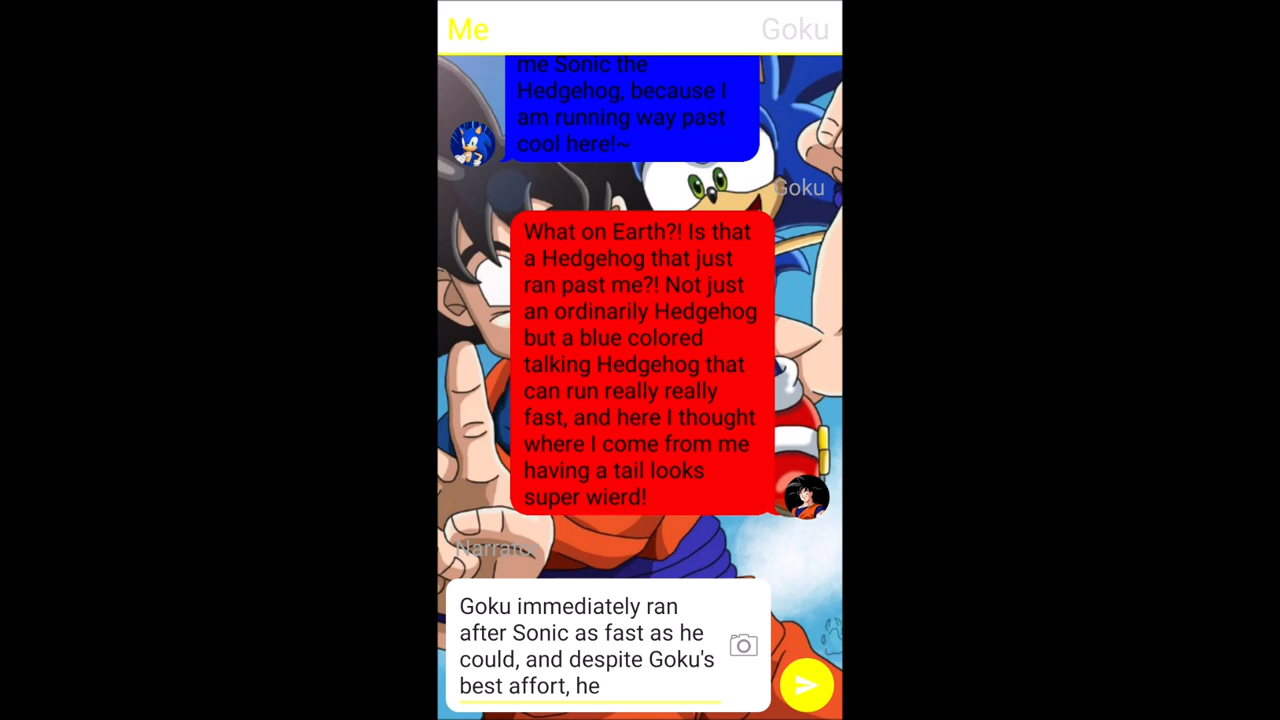 Me
Goku
me Sonic the
Hedgehog, because I
am running way past
cool here!~
Goku
What on Earth?! Is that
a Hedgehog that just
ran past me?! Not just
an ordinarily Hedgehog
but a blue colored
talking Hedgehog that
can run really really
fast, and here I thought
where I come from me
having a tail looks
super wierd!
Narrator
Goku immediately ran
after Sonic as fast as he
could, and despite Goku's
best affort, he